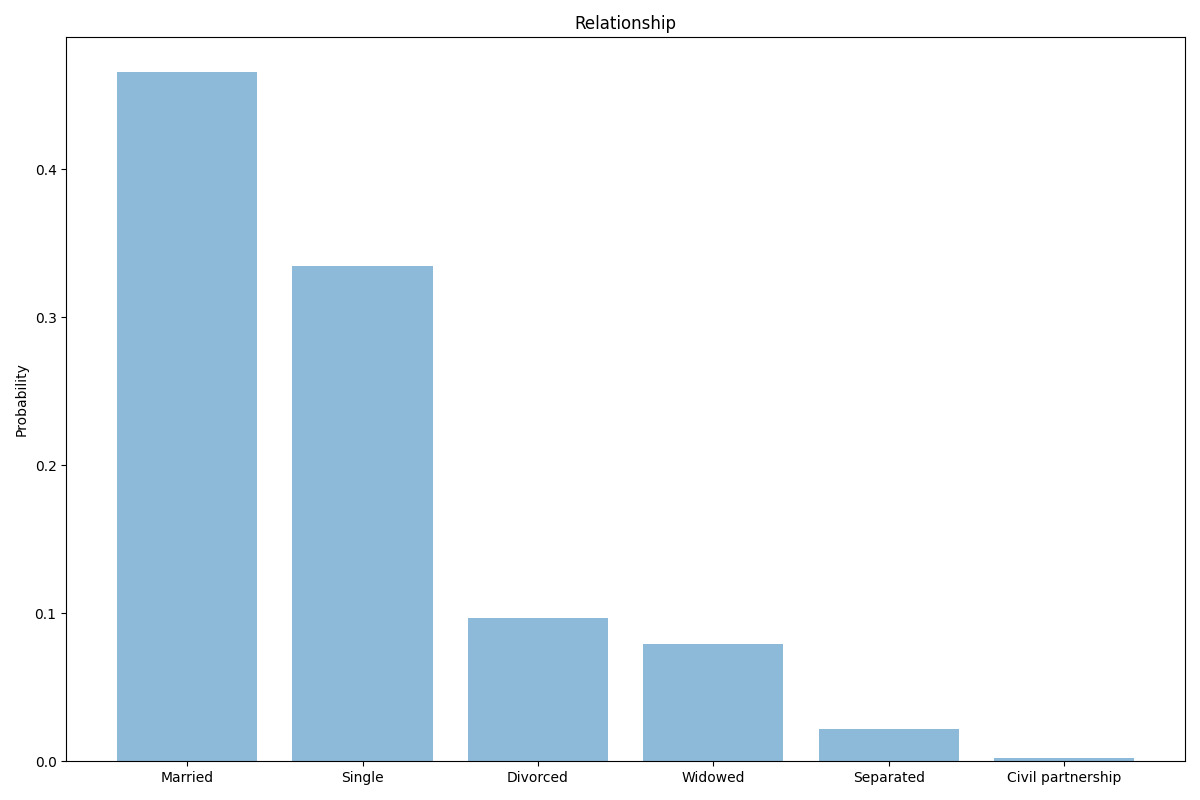 Relationship
Probability
0.4
0.3
0.2
0.1
0.0
Married
Single
Divorced
Widowed
Separated
Civil partnership